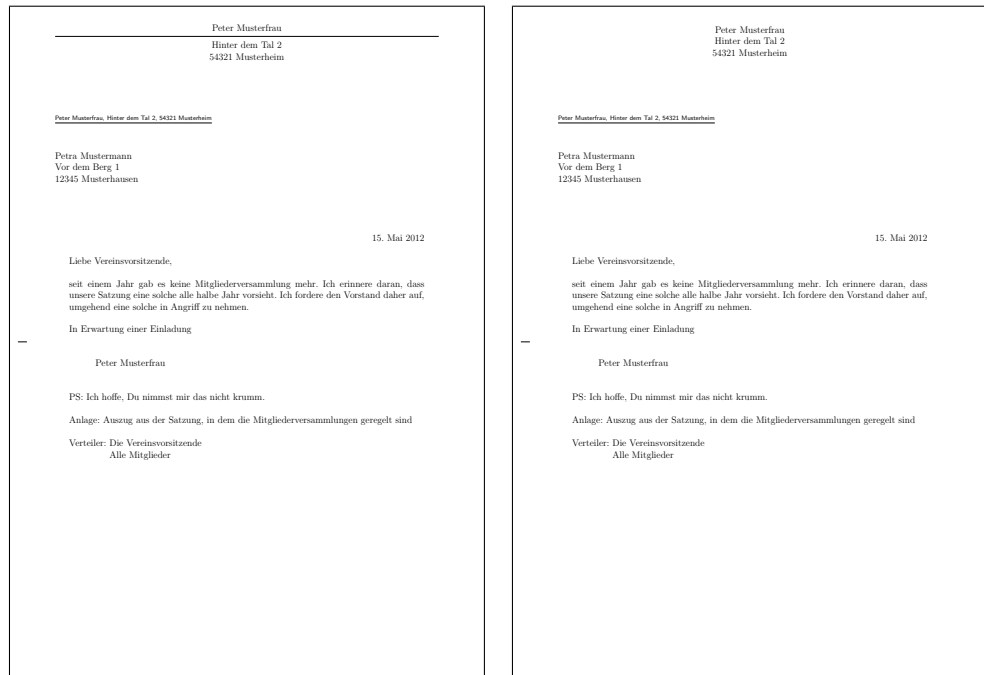 Peter Musterfrau
Hinter dem Tal 2
54321 Musterheim
Peter Musterfrau, Hinter dem Tal 2, 54321 Musterheim
Petra Mustermann
Vor dem Berg 1
12345 Musterhausen
15. Mai 2012
Liebe Vereinsvorsitzende,
seit einem Jahr gab es keine Mitgliederversammlung mehr. Ich erinnere daran, dass
unsere Satzung eine solche alle halbe Jahr vorsieht. Ich fordere den Vorstand daher auf,
umgehend eine solche in Angriff zu nehmen.
In Erwartung einer Einladung
Peter Musterfrau
PS: Ich hoffe, Du nimmst mir das nicht krumm.
Anlage: Auszug aus der Satzung, in dem die Mitgliederversammlungen geregelt sind
Verteiler: Die Vereinsvorsitzende
Alle Mitglieder
Peter Musterfrau
Hinter dem Tal 2
54321 Musterheim
Peter Musterfrau, Hinter dem Tal 2, 54321 Musterheim
Petra Mustermann
Vor dem Berg 1
12345 Musterhausen
15. Mai 2012
Liebe Vereinsvorsitzende,
seit einem Jahr gab es keine Mitgliederversammlung mehr. Ich erinnere daran, dass
unsere Satzung eine solche alle halbe Jahr vorsieht. Ich fordere den Vorstand daher auf,
umgehend eine solche in Angriff zu nehmen.
In Erwartung einer Einladung
Peter Musterfrau
PS: Ich hoffe, Du nimmst mir das nicht krumm.
Anlage: Auszug aus der Satzung, in dem die Mitgliederversammlungen geregelt sind
Verteiler: Die Vereinsvorsitzende
Alle Mitglieder